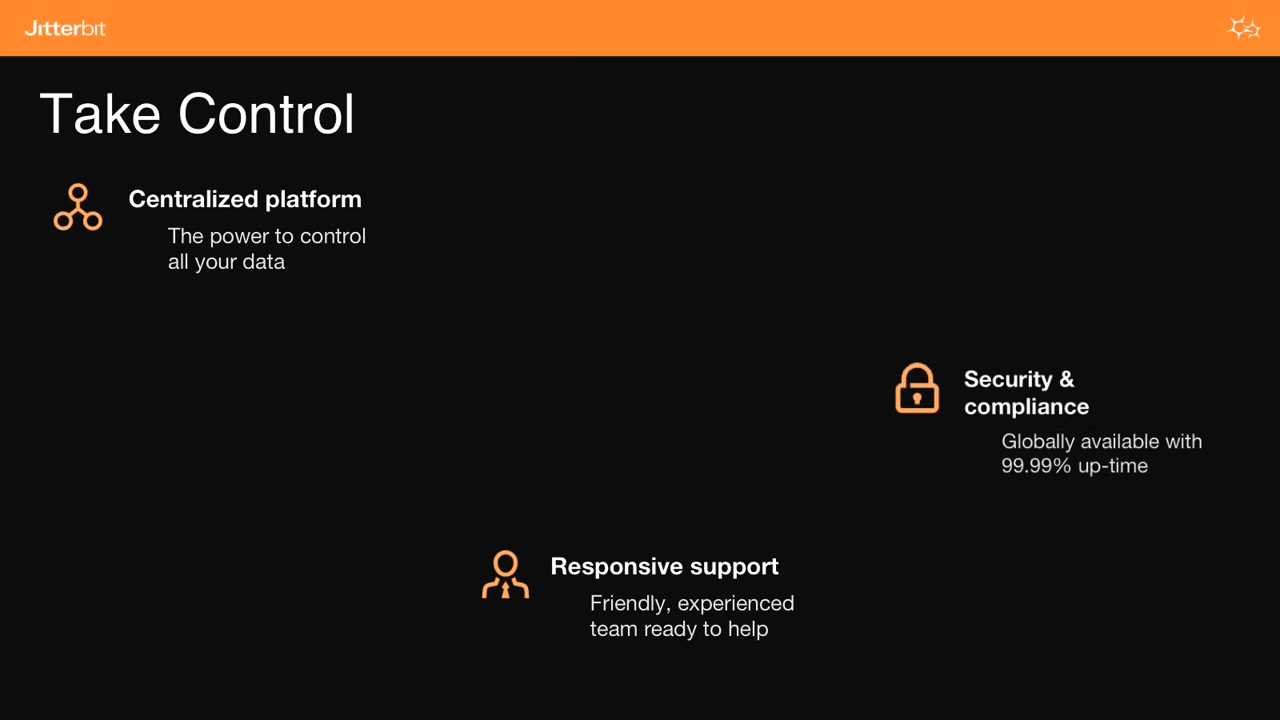 Jitterbit
Take Control
Centralized platform
The power to control
all your data
Security &
compliance
Globally available with
99.99% up-time
Responsive support
Friendly, experienced
team ready to help